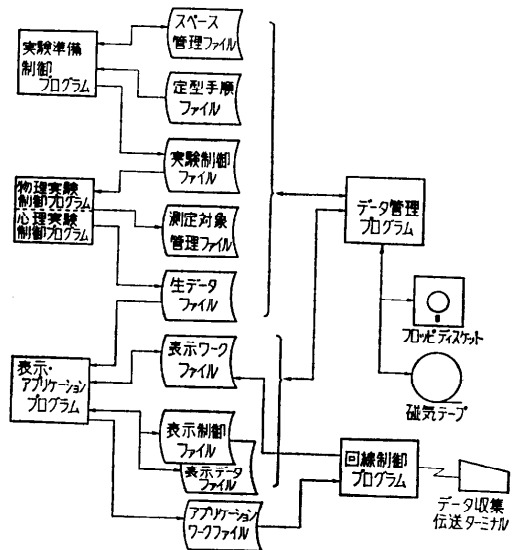 スペース
管理ファイル
実験準備
制御
プログラム
定型手順
ファイル
実験制御
ファイル
物理実験
制御プログラム
心理実験
制御プログラム
測定対象
管理ファイル
データ管理
プログラム
生データ
ファイル
フロッピディスケット
表示ワーク
ファイル
表示・
アプリケーション
プログラム
磁気テープ
表示制御
ファイル
表示データ
ファイル
回線制御
プログラム
データ収集
伝送ターミナル
アプリケーション
ワークファイル